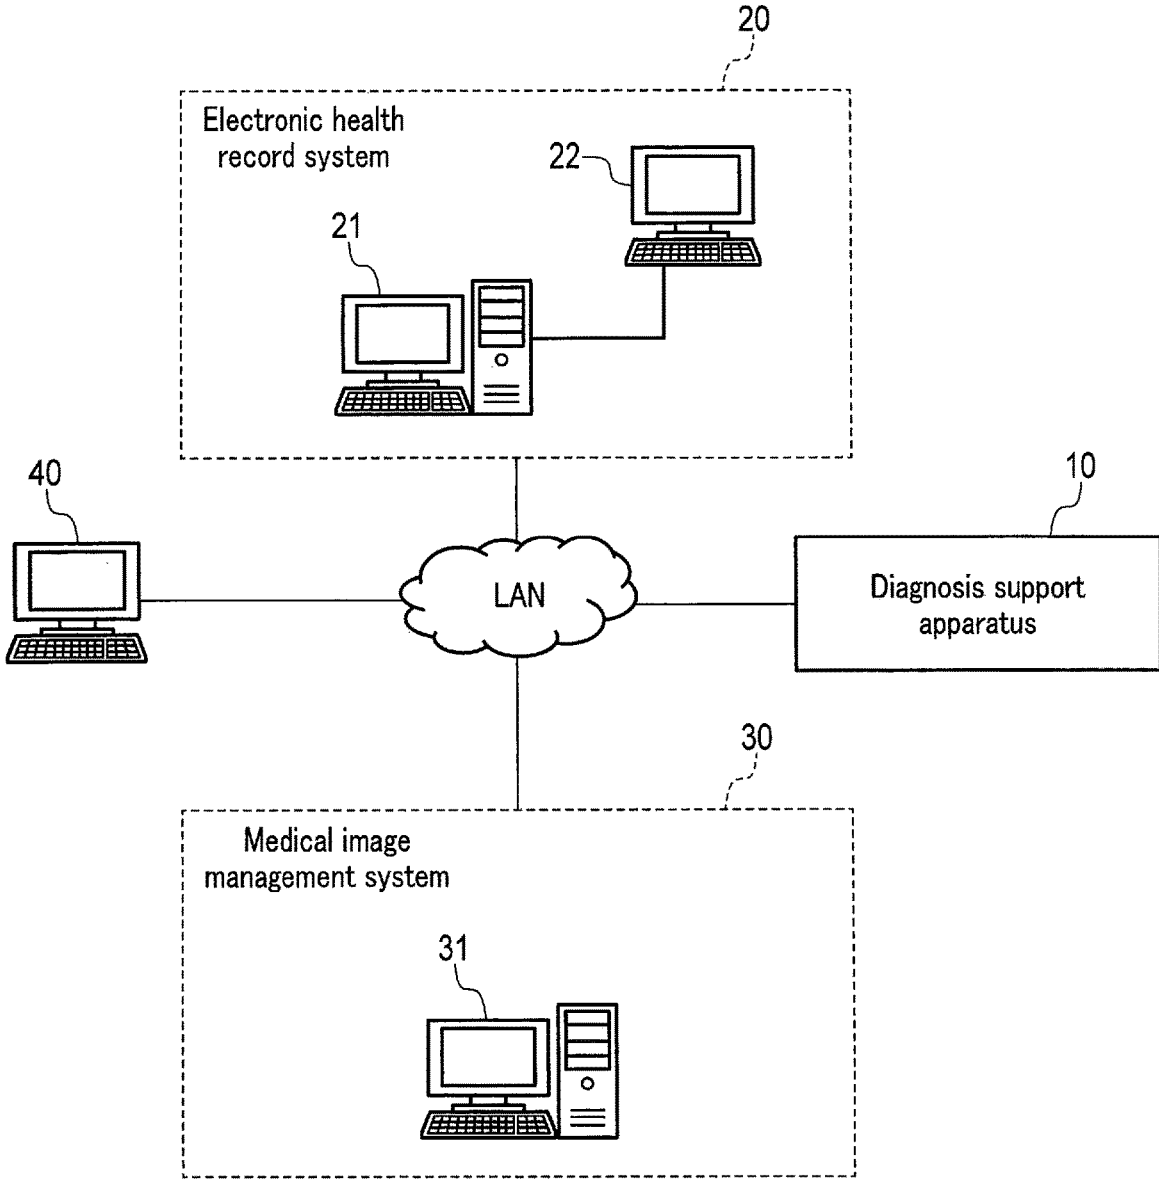 20
Electronic health
record system
22
21
40
10
LAN
Diagnosis support
apparatus
30
Medical image
management system
31